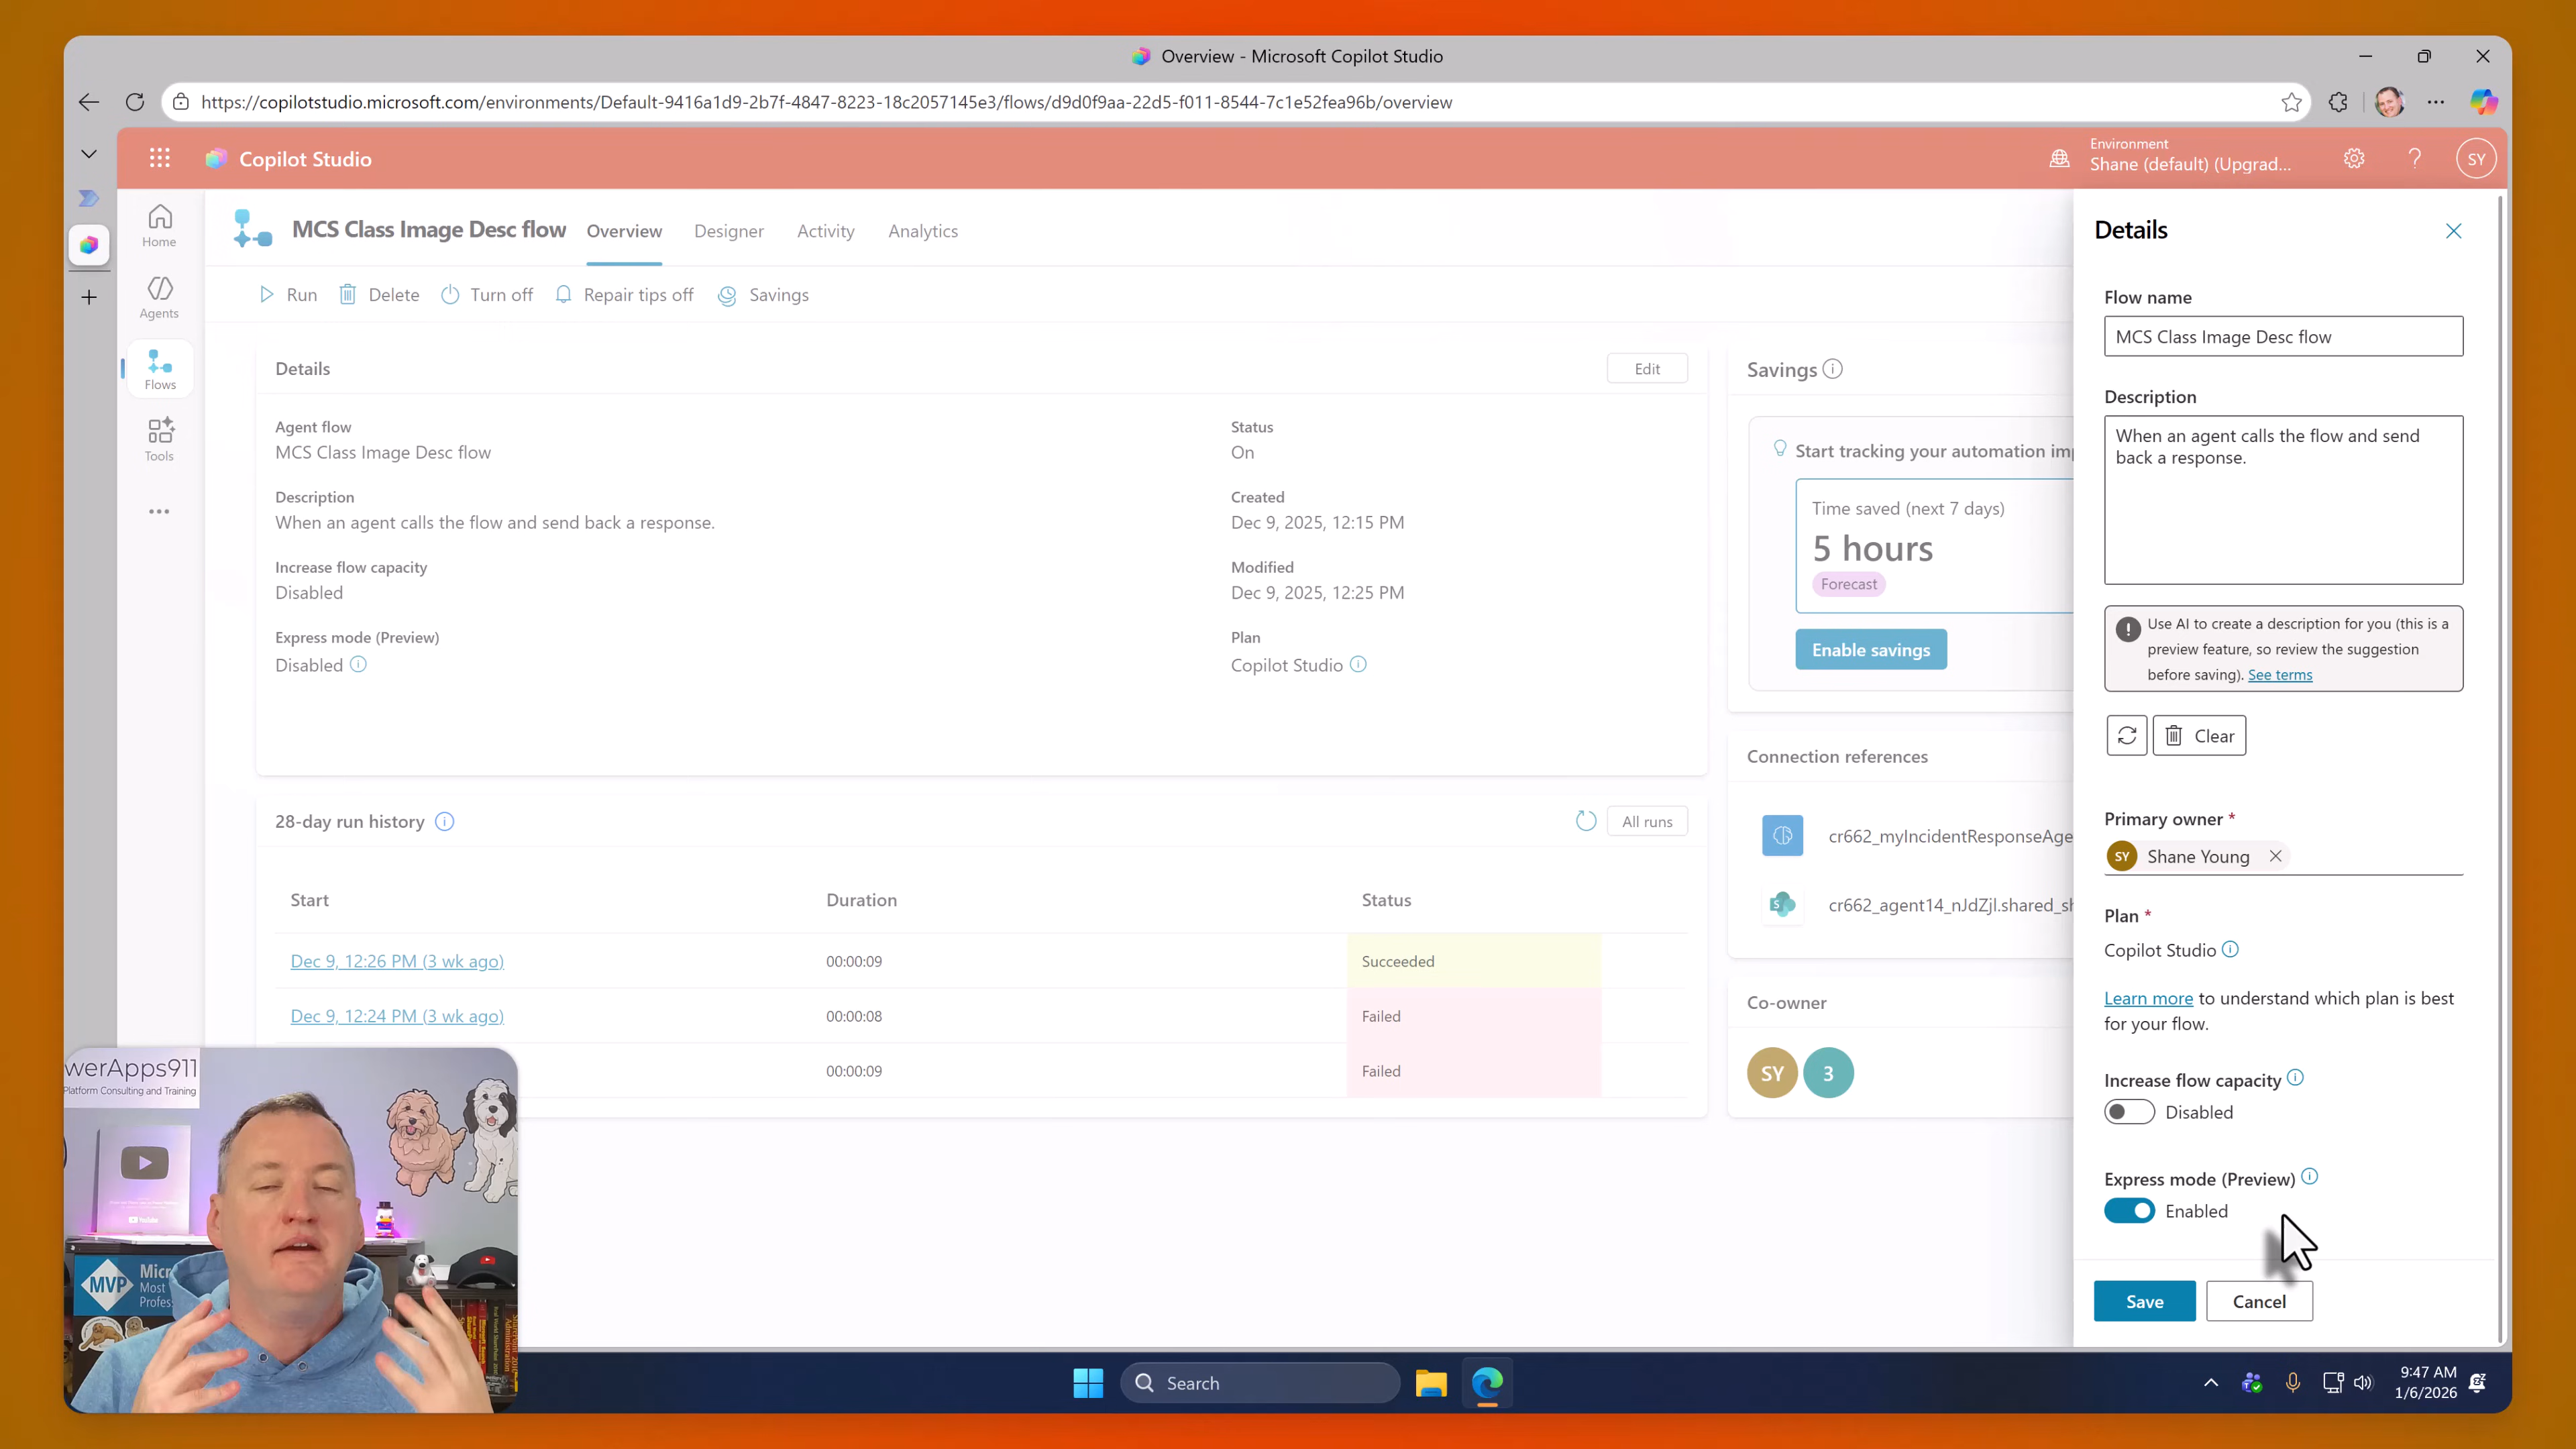 Overview - Microsoft Copilot Studio
https://copilotstudio.microsoft.com/environments/Default-9416a1d9-2b7f-4847-8223-18c2057145e3/flows/d9d0f9aa-22d5-f011-8544-7c1e52fea96b/overview
Copilot Studio
Environment
Shane (default) (Upgrad...
SY
Home
Agents
Flows
Tools
MCS Class Image Desc flow
Overview
Designer
Activity
Analytics
Run
Delete
Turn off
Repair tips off
Savings
Details
Edit
Agent flow
MCS Class Image Desc flow
Description
When an agent calls the flow and send back a response.
Increase flow capacity
Disabled
Express mode (Preview)
Disabled
Status
On
Created
Dec 9, 2025, 12:15 PM
Modified
Dec 9, 2025, 12:25 PM
Plan
Copilot Studio
28-day run history
All runs
Start Duration Status
Dec 9, 12:26 PM (3 wk ago) 00:00:09 Succeeded
Dec 9, 12:24 PM (3 wk ago) 00:00:08 Failed
00:00:09 Failed
Savings
Start tracking your automation imp
Time saved (next 7 days)
5 hours
Forecast
Enable savings
Connection references
cr662_myIncidentResponseAge
cr662_agent14_nJdZjl.shared_sh
Co-owner
SY
3
Details
Flow name
MCS Class Image Desc flow
Description
When an agent calls the flow and send
back a response.
Use AI to create a description for you (this is a
preview feature, so review the suggestion
before saving). See terms
Clear
Primary owner *
SY Shane Young
Plan *
Copilot Studio
Learn more to understand which plan is best
for your flow.
Increase flow capacity
Disabled
Express mode (Preview)
Enabled
Save
Cancel
werApps911
Platform Consulting and Training
YouTube
MVP
Micr
Most
Profes
Search
9:47 AM
1/6/2026